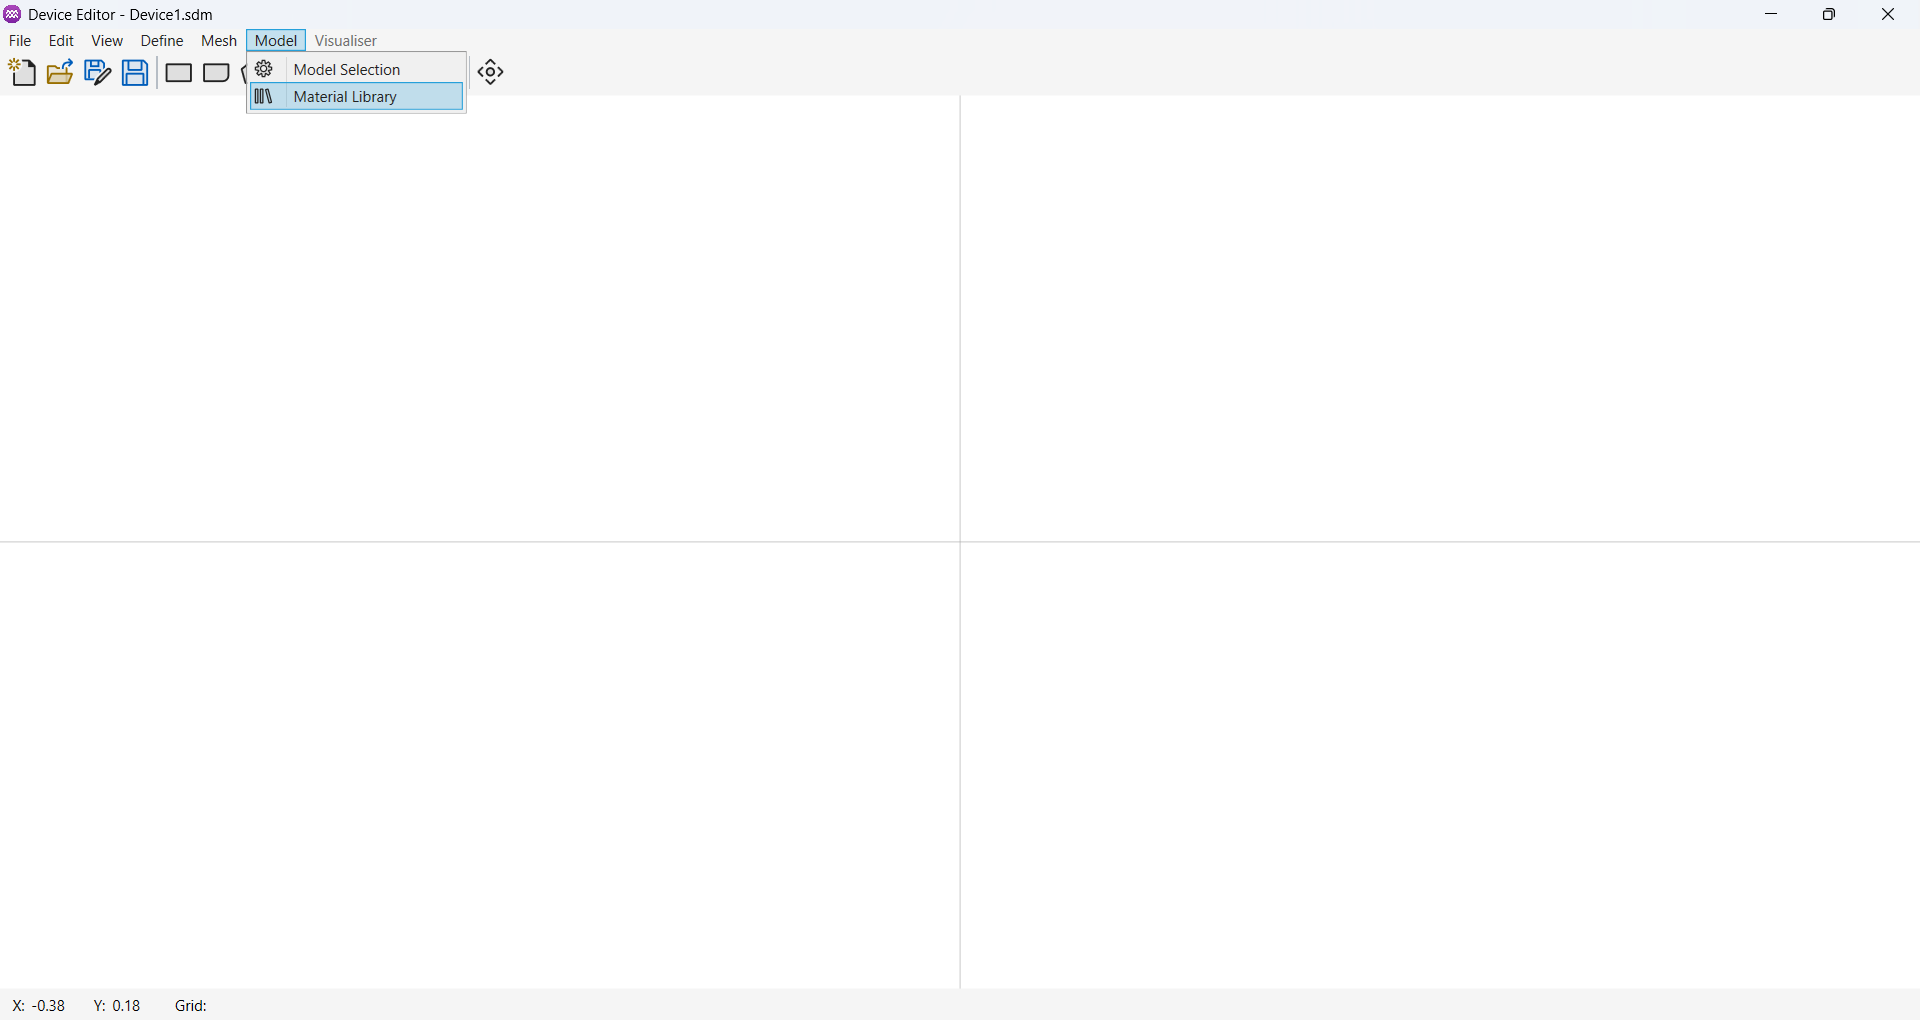 Device Editor - Device1.sdm
File Edit View Define Mesh Model Visualiser
Model Selection
Material Library
X: -0.38 Y: 0.18 Grid: